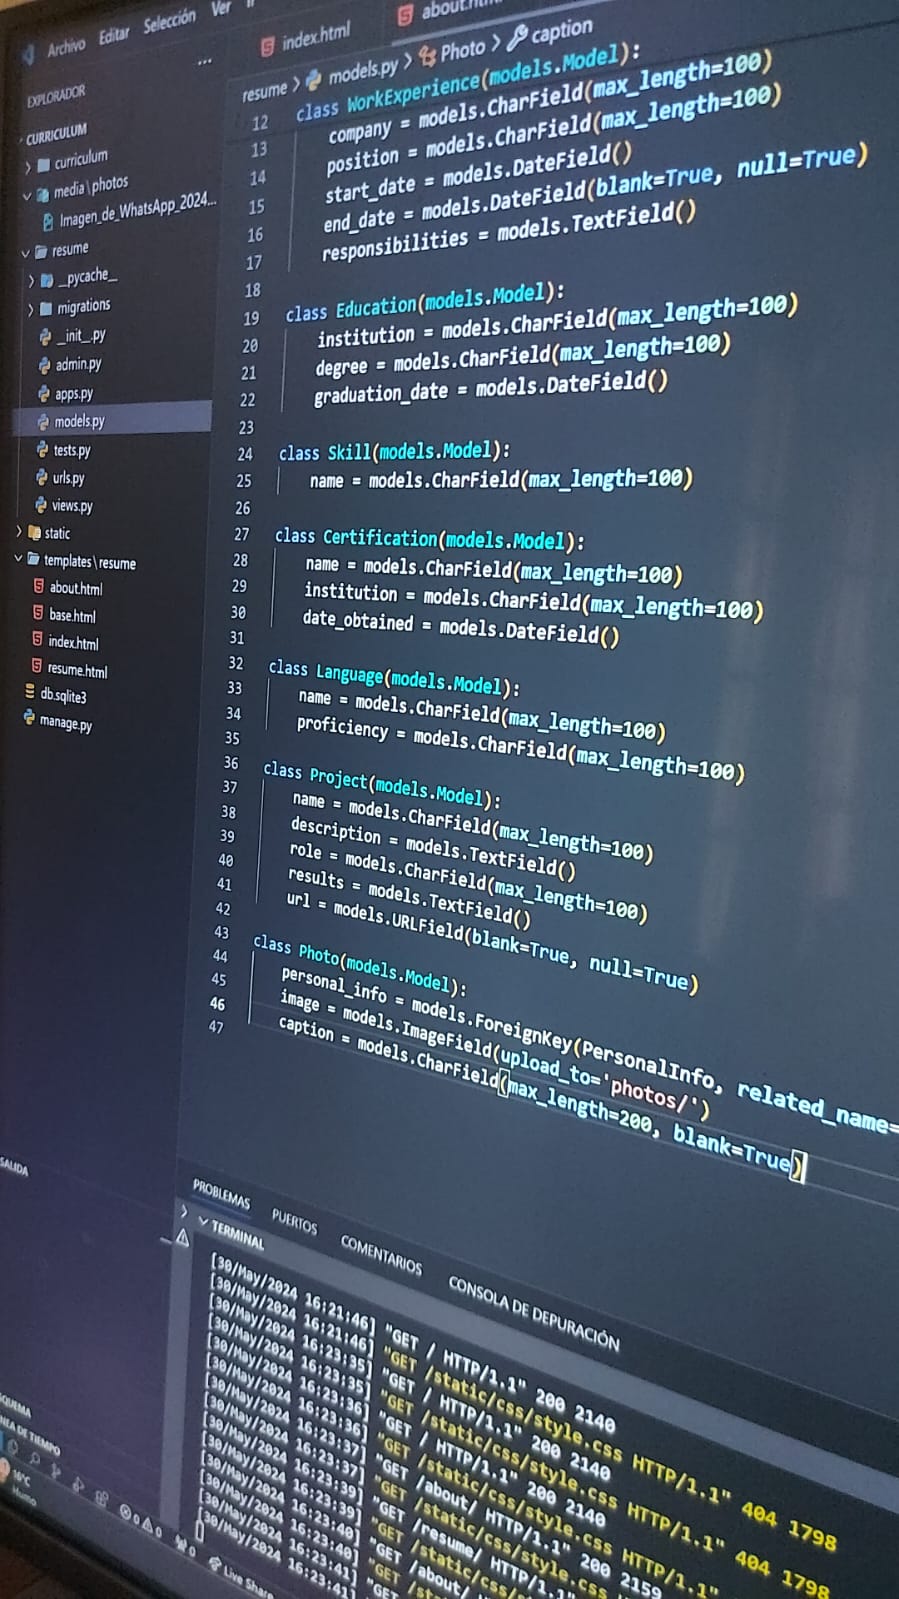 Archivo Editar Selección Ver
EXPLORADOR
...
CURRICULUM
curriculum
media\photos
Imagen_de_WhatsApp_2024...
resume
_pycache_
migrations
_init_.py
admin.py
apps.py
models.py
tests.py
urls.py
views.py
static
templates\resume
about.html
base.html
index.html
resume.html
db.sqlite3
manage.py
SALIDA
index.html about.html
resume > models.py > Photo > caption
12 class WorkExperience(models.Model):
13 company = models.CharField(max_length=100)
14 position = models.CharField(max_length=100)
15 start_date = models.DateField()
16 end_date = models.DateField(blank=True, null=True)
17 responsibilities = models.TextField()
18
19 class Education(models.Model):
20 institution = models.CharField(max_length=100)
21 degree = models.CharField(max_length=100)
22 graduation_date = models.DateField()
23
24 class Skill(models.Model):
25 name = models.CharField(max_length=100)
26
27 class Certification(models.Model):
28 name = models.CharField(max_length=100)
29 institution = models.CharField(max_length=100)
30 date_obtained = models.DateField()
31
32 class Language(models.Model):
33 name = models.CharField(max_length=100)
34 proficiency = models.CharField(max_length=100)
35
36 class Project(models.Model):
37 name = models.CharField(max_length=100)
38 description = models.TextField()
39 role = models.CharField(max_length=100)
40 results = models.TextField()
41 url = models.URLField(blank=True, null=True)
42
43 class Photo(models.Model):
44 personal_info = models.ForeignKey(PersonalInfo, related_name=
45 image = models.ImageField(upload_to='photos/')
46 caption = models.CharField(max_length=200, blank=True)
47
PROBLEMAS PUERTOS COMENTARIOS CONSOLA DE DEPURACIÓN
TERMINAL
[30/May/2024 16:21:46] "GET / HTTP/1.1" 200 2140
[30/May/2024 16:21:46] "GET /static/css/style.css HTTP/1.1" 404 1798
[30/May/2024 16:23:35] "GET / HTTP/1.1" 200 2140
[30/May/2024 16:23:35] "GET /static/css/style.css HTTP/1.1" 404 1798
[30/May/2024 16:23:36] "GET / HTTP/1.1" 200 2140
[30/May/2024 16:23:36] "GET /static/css/style.css HTTP/1.1"
[30/May/2024 16:23:37] "GET /about/ HTTP/1.1" 200 2159
[30/May/2024 16:23:37] "GET /static/css/style.css
[30/May/2024 16:23:39] "GET /resume/ HTTP/1.1"
[30/May/2024 16:23:39] "GET /static/css/
[30/May/2024 16:23:40] "GET /about/
[30/May/2024 16:23:40] "GET
[30/May/2024 16:23:41] "GET
[30/May/2024 16:23:41]
16°C
Humo
0 0
0
Live Share